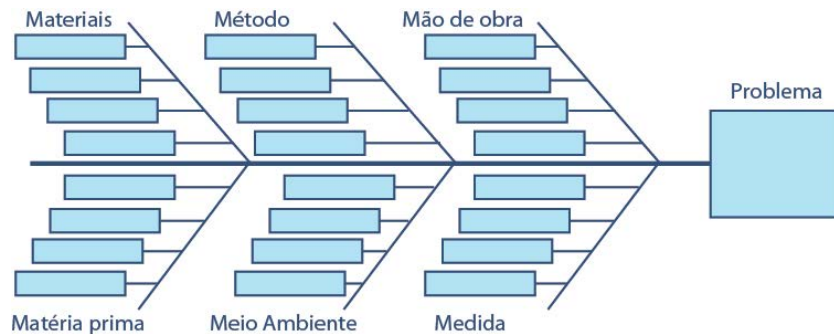 Materiais
Método
Mão de obra
Problema
Matéria prima
Meio Ambiente
Medida